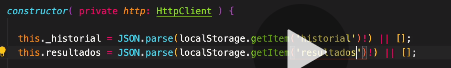 constructor( private http: HttpClient ) {
this._historial = JSON.parse(localStorage.getItem('historial')!) || [];
this.resultados = JSON.parse(localStorage.getItem('resultados')!) || [];